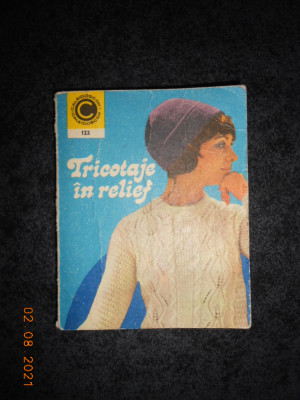 C
133
Tricotaje
în relief
02.08.2021